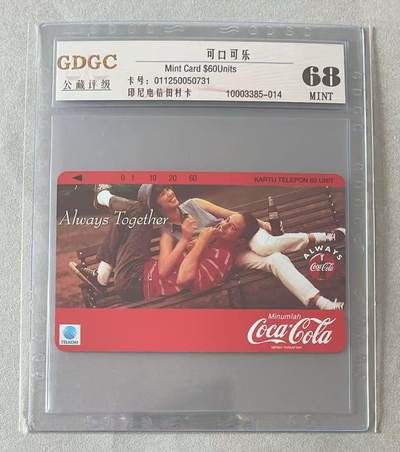 GDGC
公藏评级
可口可乐
Mint Card $60Units
卡号：011250050731
印尼电信田村卡
10003385-014
68
MINT
0 1 10 20 50
KARTU TELEPON 60 UNIT
Always Together
ALWAYS
Coca-Cola
Minumlah
Coca-Cola
TELKOM